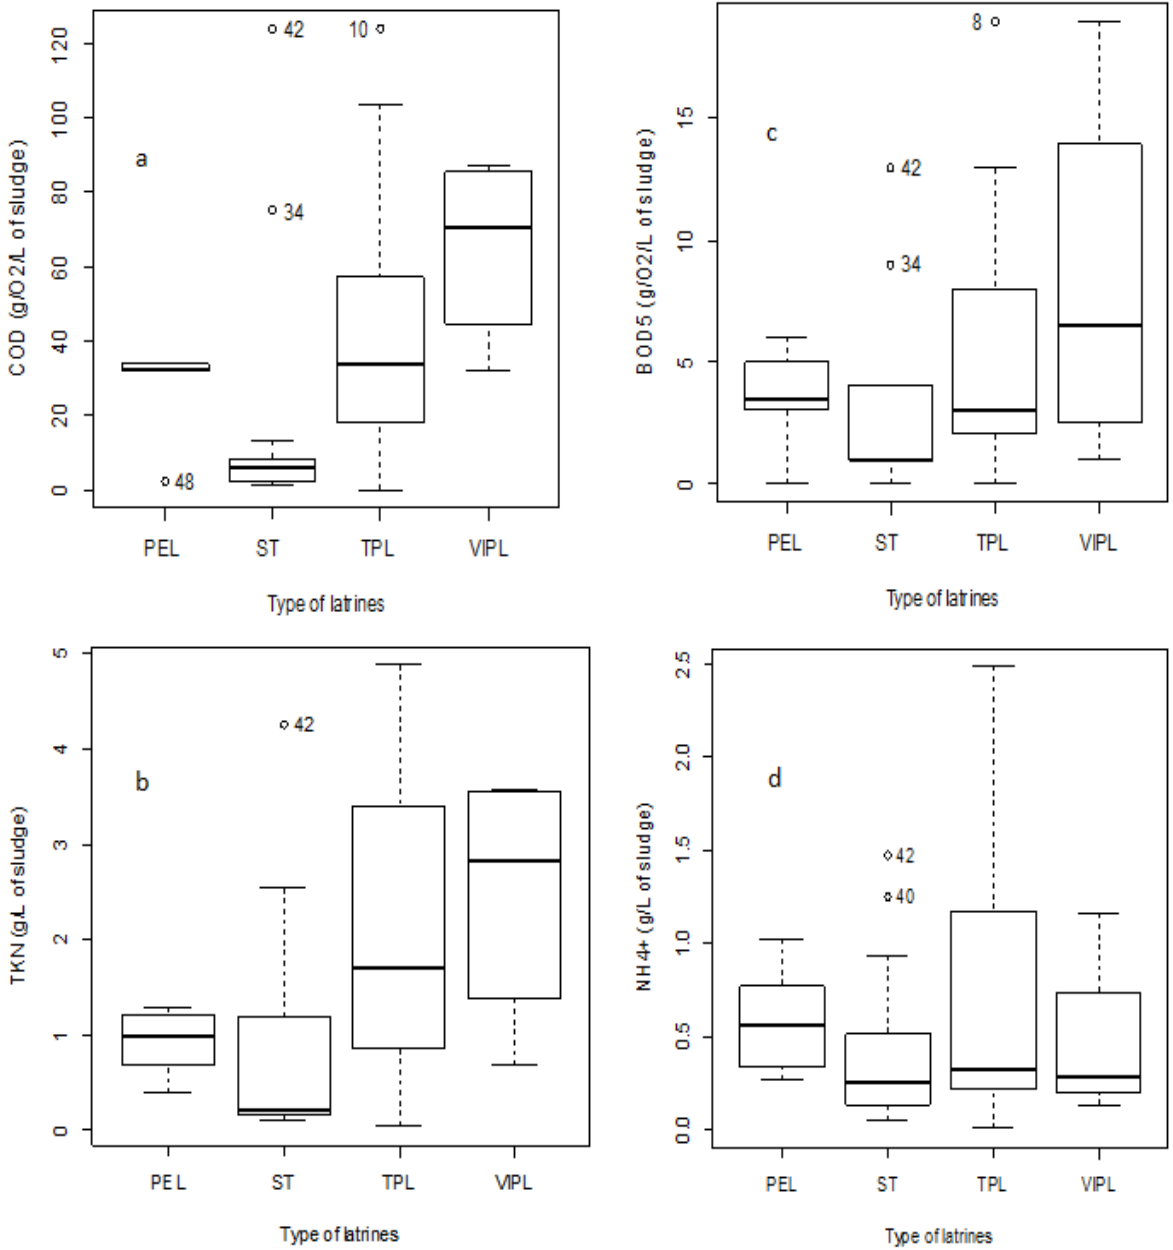 COD (g/O2/L of sludge)
120
100
80
60
40
20
0
a
42
34
10
48
PEL ST TPL VIPL
Type of latrines
BOD5 (g/O2/L of sludge)
15
10
5
0
c
8
42
34
PEL ST TPL VIPL
Type of latrines
TKN (g/L of sludge)
5
4
3
2
1
0
b
42
PEL ST TPL VIPL
Type of latrines
NH4+ (g/L of sludge)
2.5
2.0
1.5
1.0
0.5
0.0
d
42
40
PEL ST TPL VIPL
Type of latrines